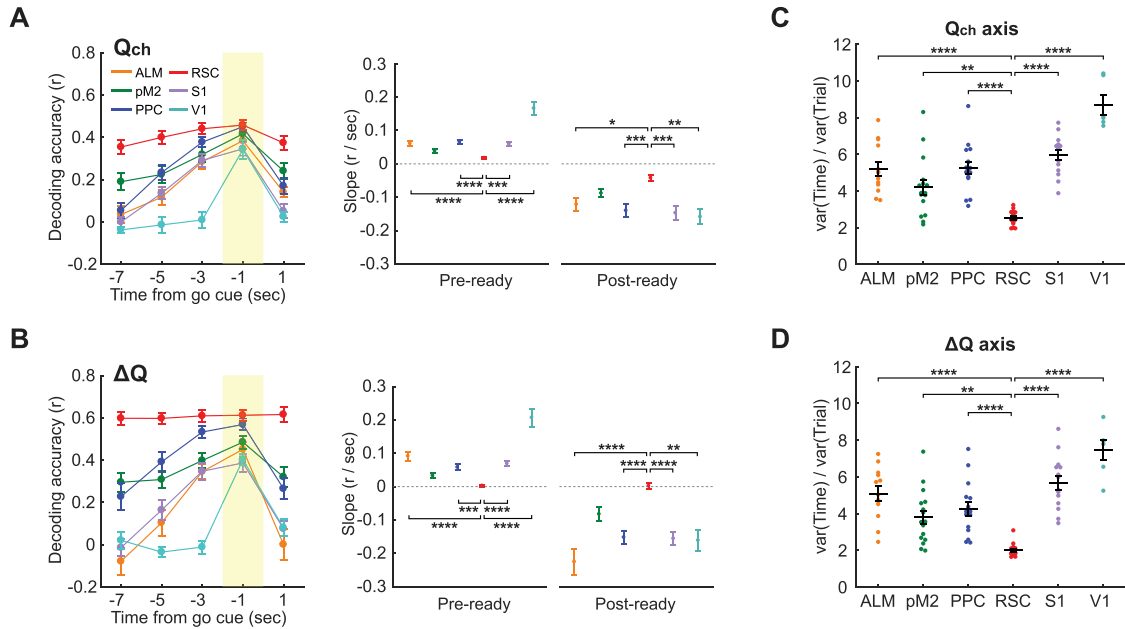 A
Qch
ALM
pM2
PPC
RSC
S1
V1
Decoding accuracy (r)
0.8
0.6
0.4
0.2
0
-0.2
-7 -5 -3 -1 1
Time from go cue (sec)
Slope (r / sec)
0.3
0.2
0.1
0
-0.1
-0.2
-0.3
**** ***
**** ****
Pre-ready
* **
*** ***
Post-ready
B
ΔQ
Decoding accuracy (r)
0.8
0.6
0.4
0.2
0
-0.2
-7 -5 -3 -1 1
Time from go cue (sec)
Slope (r / sec)
0.3
0.2
0.1
0
-0.1
-0.2
-0.3
*** ****
**** ****
Pre-ready
**** **
**** ****
Post-ready
C
Qch axis
var(Time) / var(Trial)
12
10
8
6
4
2
0
**** ****
** ****
****
ALM pM2 PPC RSC S1 V1
D
ΔQ axis
var(Time) / var(Trial)
12
10
8
6
4
2
0
**** ****
** ****
****
ALM pM2 PPC RSC S1 V1